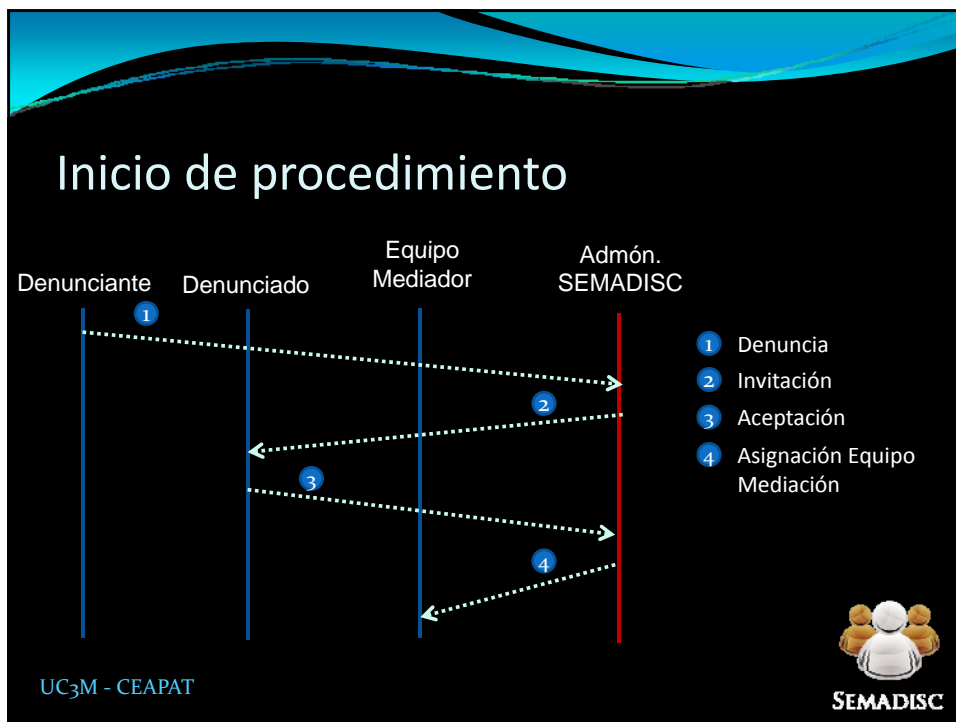 Inicio de procedimiento
Denunciante
Denunciado
Equipo
Mediador
Admón.
SEMADISC
1
2
3
4
1 Denuncia
2 Invitación
3 Aceptación
4 Asignación Equipo
Mediación
UC3M - CEAPAT
SEMADISC